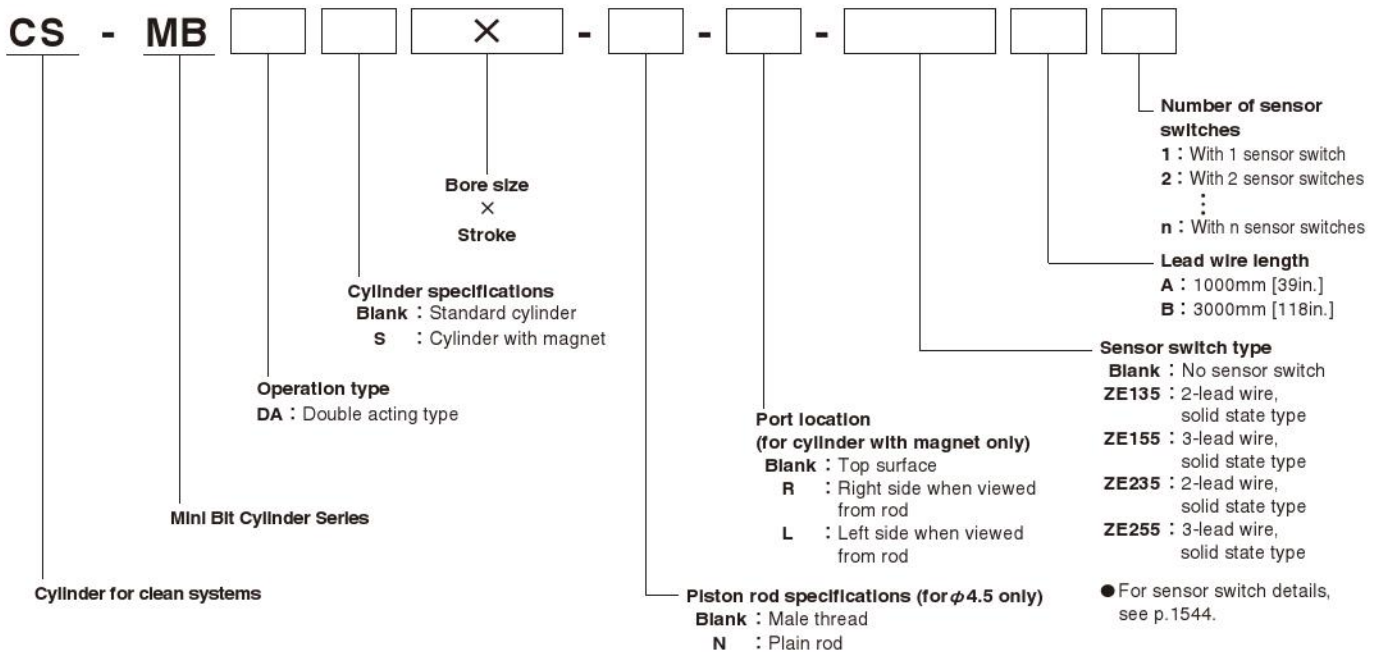 CS - MB × - - -
Number of sensor
switches
1 : With 1 sensor switch
2 : With 2 sensor switches
⋮
n : With n sensor switches
Bore size
×
Stroke
Lead wire length
A : 1000mm [39in.]
B : 3000mm [118in.]
Cylinder specifications
Blank : Standard cylinder
S : Cylinder with magnet
Sensor switch type
Blank : No sensor switch
ZE135 : 2-lead wire,
solid state type
ZE155 : 3-lead wire,
solid state type
ZE235 : 2-lead wire,
solid state type
ZE255 : 3-lead wire,
solid state type
Operation type
DA : Double acting type
Port location
(for cylinder with magnet only)
Blank : Top surface
R : Right side when viewed
from rod
L : Left side when viewed
from rod
Mini Bit Cylinder Series
Cylinder for clean systems
Piston rod specifications (for φ4.5 only)
Blank : Male thread
N : Plain rod
● For sensor switch details,
see p.1544.